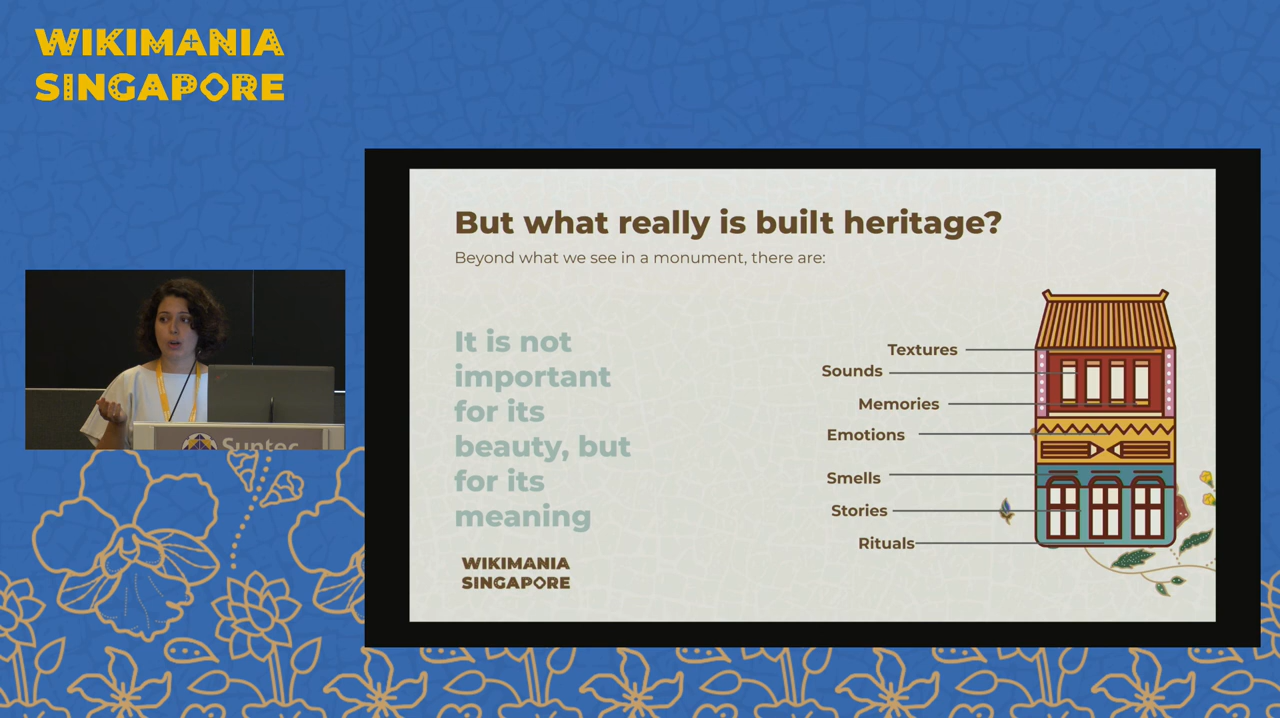 WIKIMANIA
SINGAPORE
But what really is built heritage?
Beyond what we see in a monument, there are:
It is not
important
for its
beauty, but
for its
meaning
Textures
Sounds
Memories
Emotions
Smells
Stories
Rituals
WIKIMANIA
SINGAPORE
Suntec